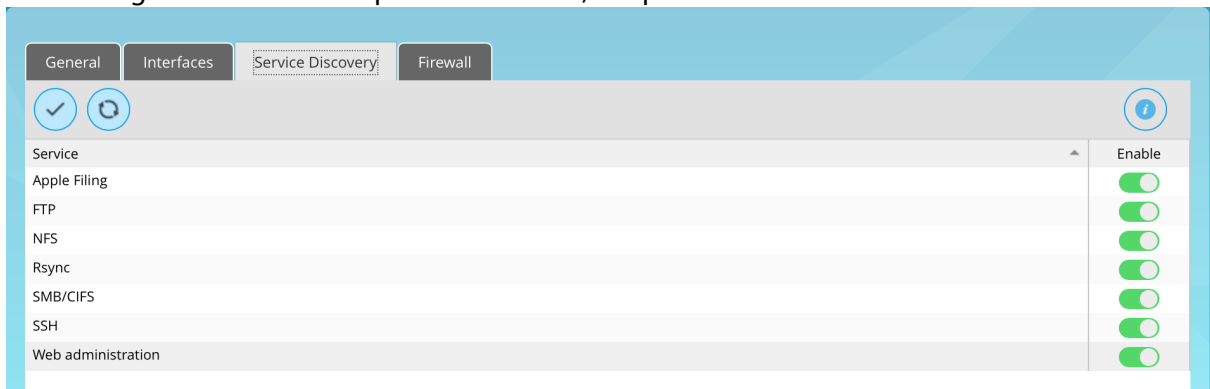 General Interfaces Service Discovery Firewall
Service Enable
Apple Filing
FTP
NFS
Rsync
SMB/CIFS
SSH
Web administration